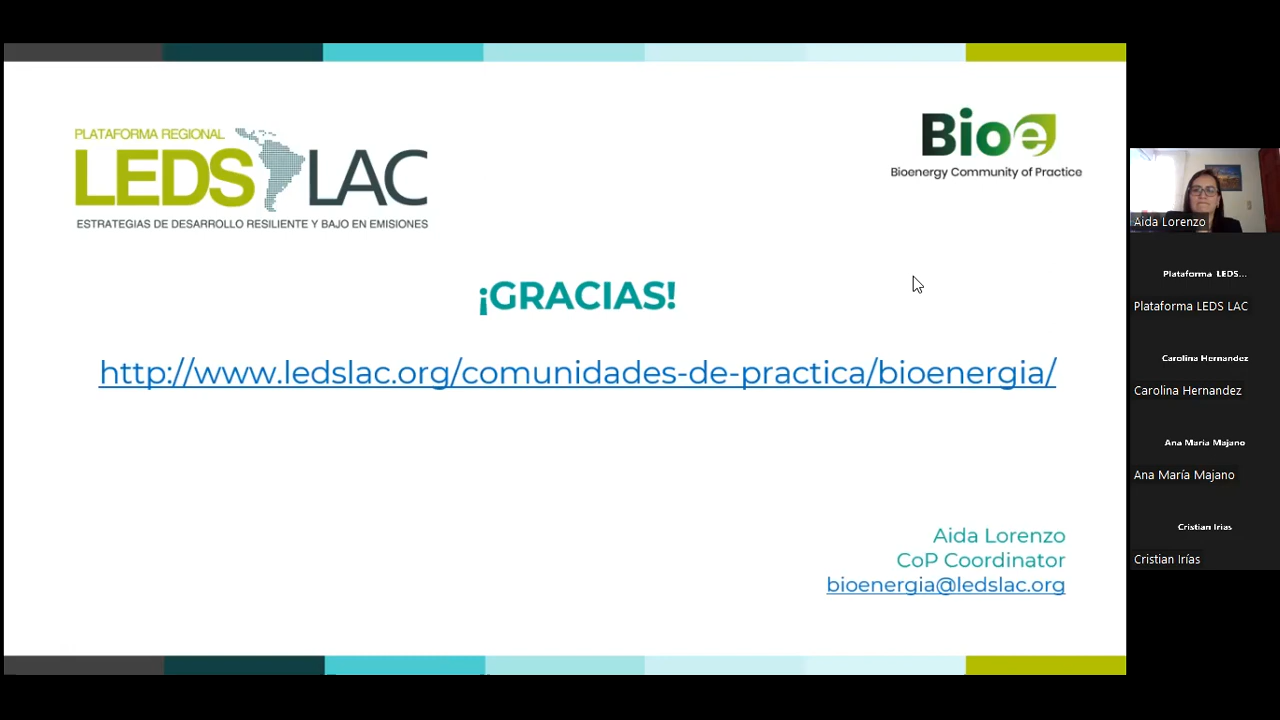 PLATAFORMA REGIONAL
LEDS LAC
ESTRATEGIAS DE DESARROLLO RESILIENTE Y BAJO EN EMISIONES
Bioe
Bioenergy Community of Practice
¡GRACIAS!
http://www.ledslac.org/comunidades-de-practica/bioenergia/
Aida Lorenzo
CoP Coordinator
bioenergia@ledslac.org
Aida Lorenzo
Plataforma LEDS...
Plataforma LEDS LAC
Carolina Hernandez
Carolina Hernandez
Ana María Majano
Ana María Majano
Cristian Irías
Cristian Irías